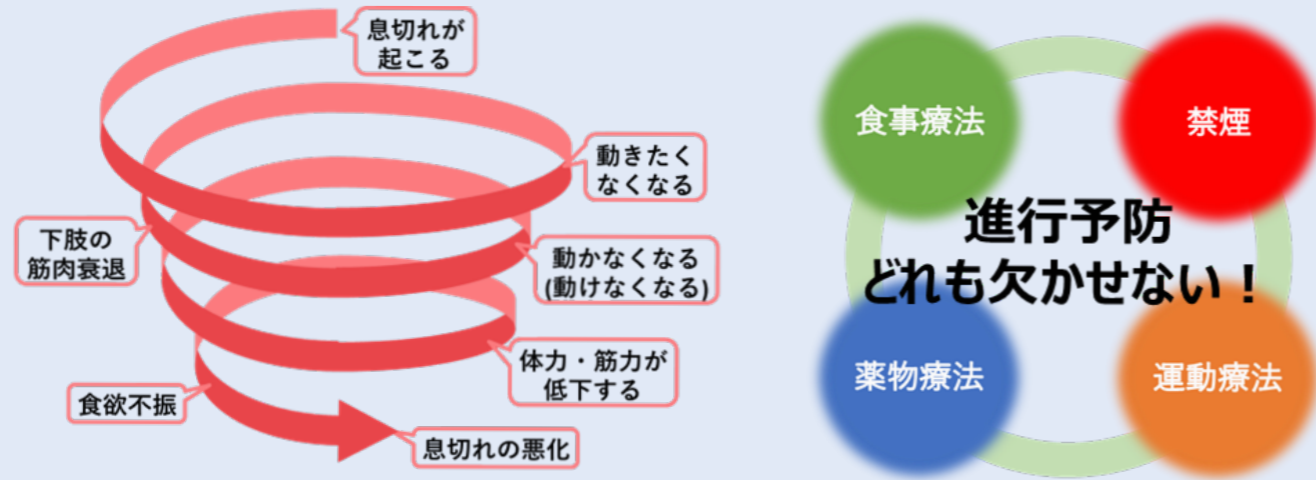 息切れが
起こる
動きたく
なくなる
下肢の
筋肉衰退
動かなくなる
(動けなくなる)
体力・筋力が
低下する
食欲不振
息切れの悪化
食事療法
禁煙
進行予防
どれも欠かせない！
薬物療法
運動療法